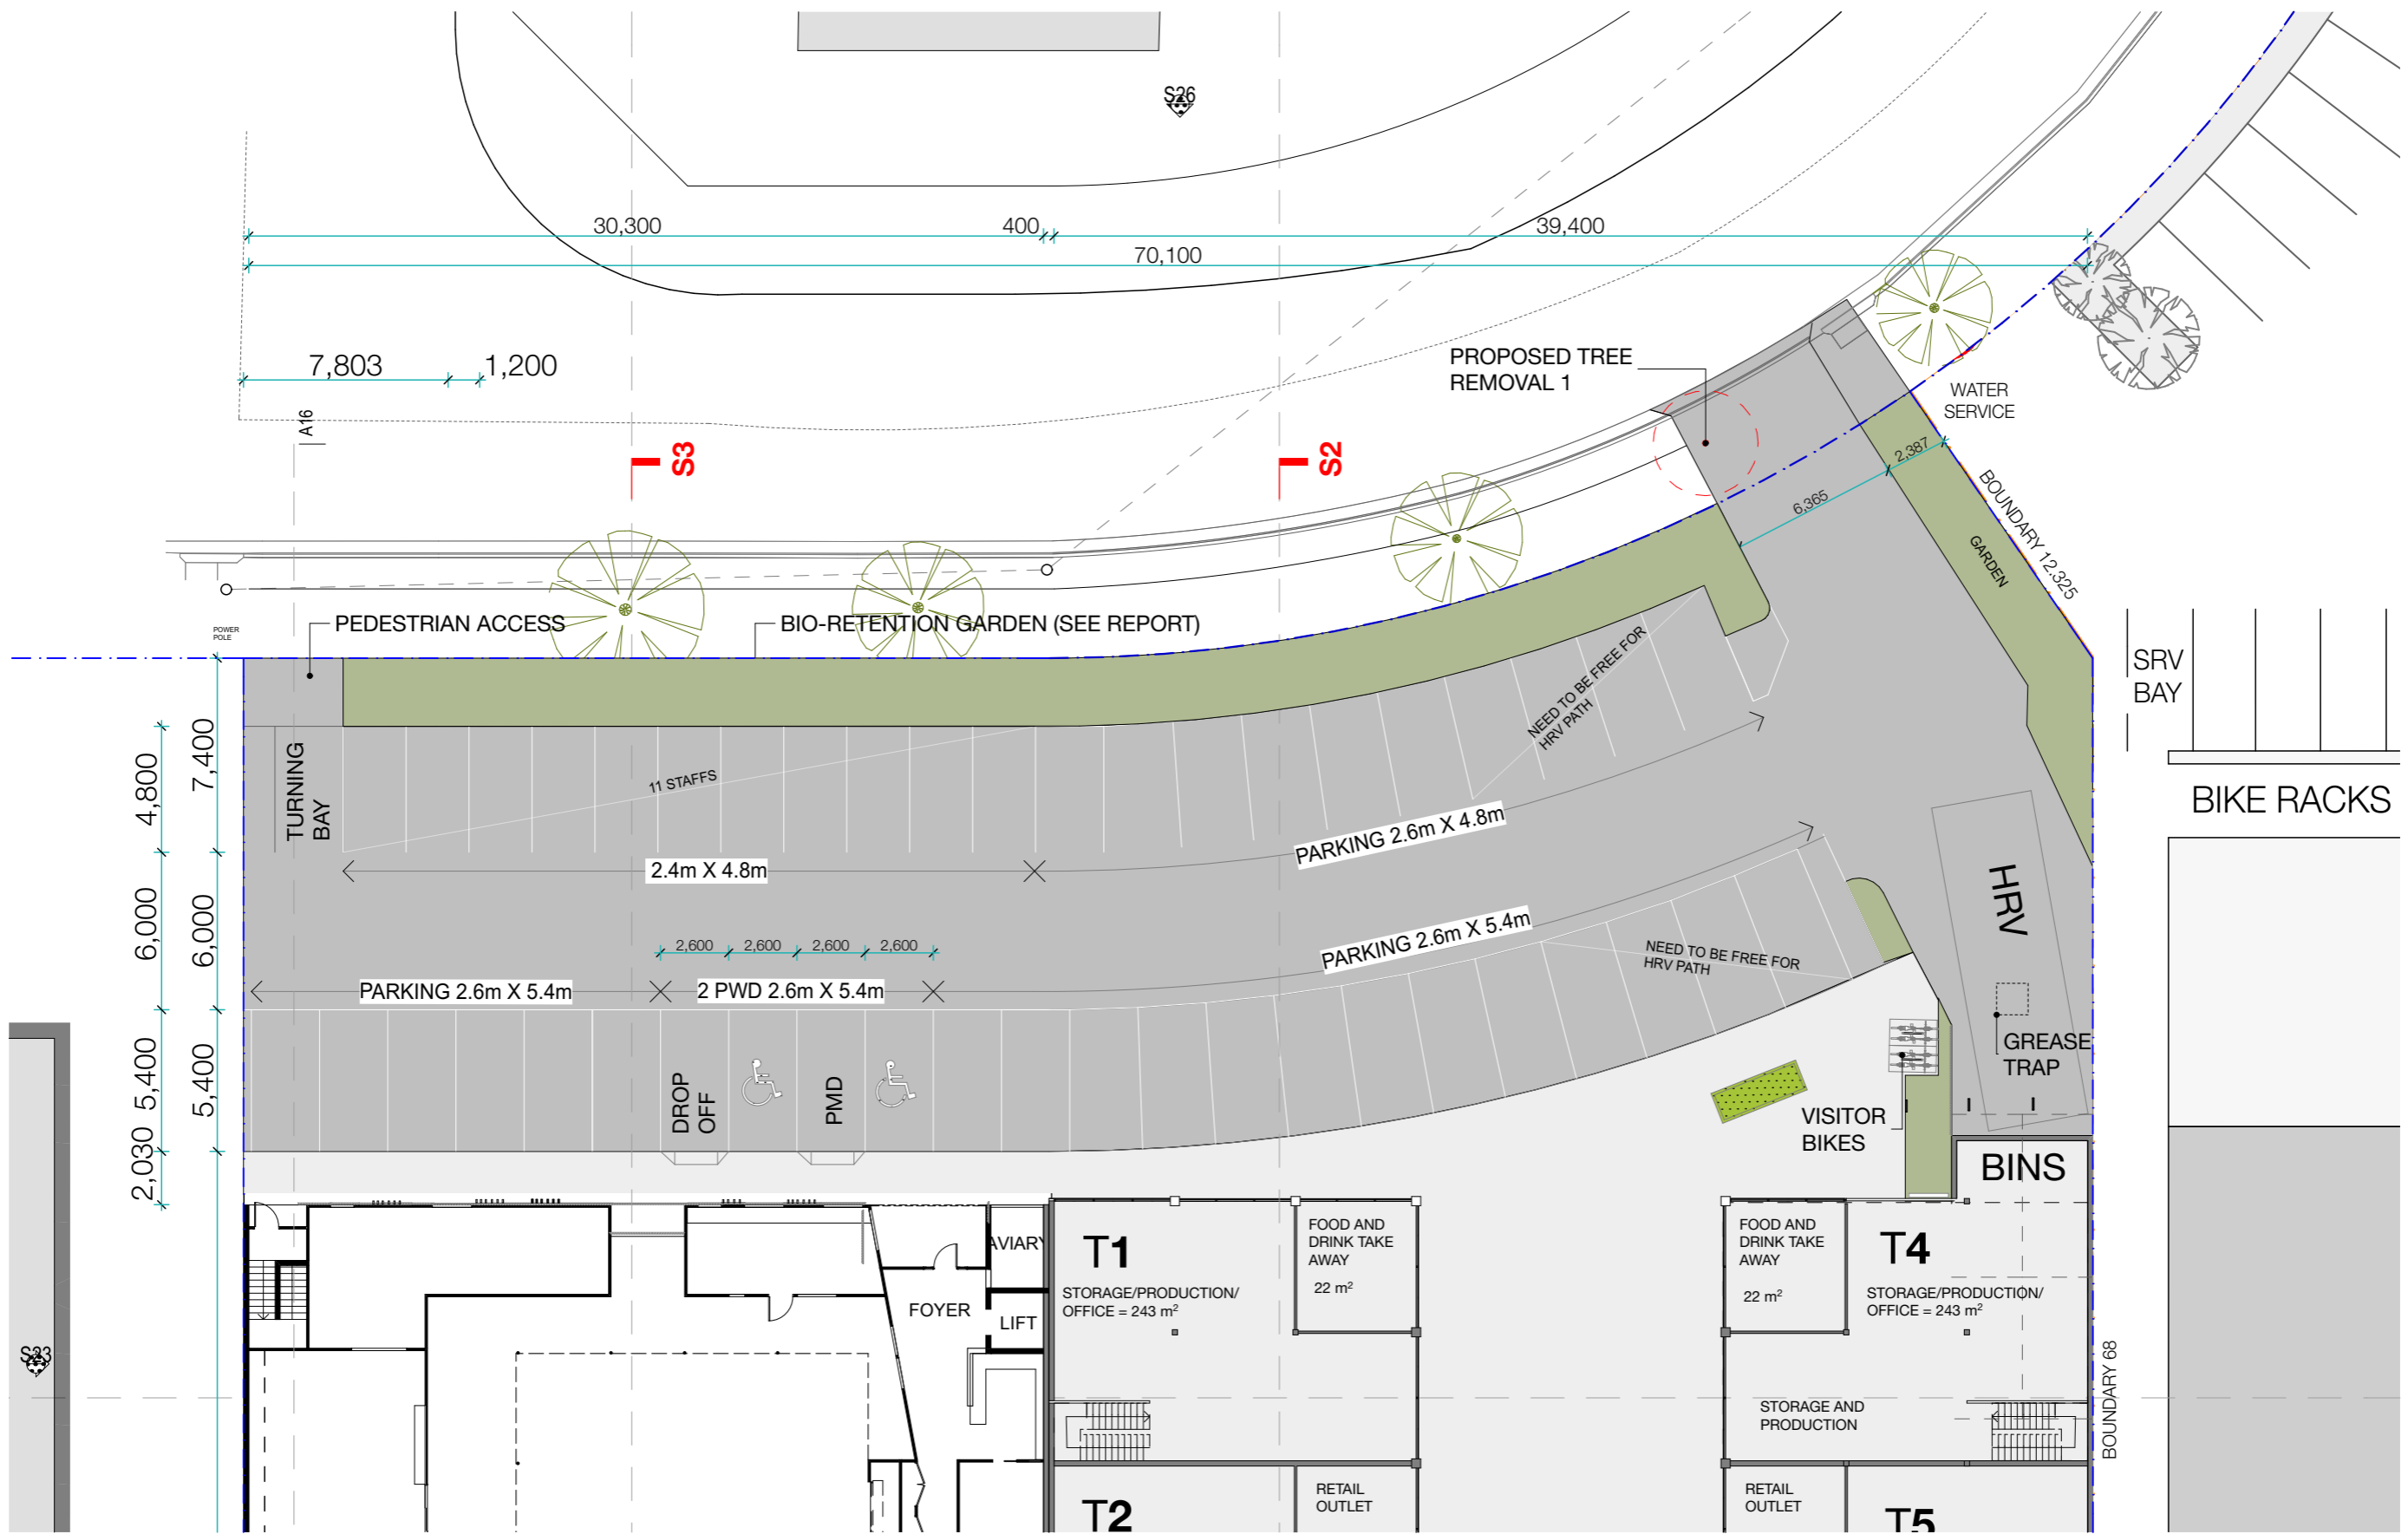 S26
30,300
400
39,400
70,100
7,803
1,200
PROPOSED TREE
REMOVAL 1
WATER
SERVICE
A16
S3
S2
2,387
6,365
BOUNDARY 12.325
GARDEN
POWER
POLE
PEDESTRIAN ACCESS
BIO-RETENTION GARDEN (SEE REPORT)
NEED TO BE FREE FOR
HRV PATH
SRV
BAY
4,800
7,400
TURNING
BAY
11 STAFFS
BIKE RACKS
PARKING 2.6m X 4.8m
2.4m X 4.8m
HRV
6,000
6,000
2,600
2,600
2,600
2,600
PARKING 2.6m X 5.4m
NEED TO BE FREE FOR
HRV PATH
PARKING 2.6m X 5.4m
2 PWD 2.6m X 5.4m
5,400
5,400
DROP
OFF
PMD
GREASE
TRAP
VISITOR
BIKES
2,030
BINS
AVIARY
T1
FOOD AND
DRINK TAKE
AWAY
22 m²
STORAGE/PRODUCTION/
OFFICE = 243 m²
FOOD AND
DRINK TAKE
AWAY
22 m²
T4
STORAGE/PRODUCTION/
OFFICE = 243 m²
FOYER
LIFT
S23
BOUNDARY 68
STORAGE AND
PRODUCTION
T2
RETAIL
OUTLET
RETAIL
OUTLET
T5